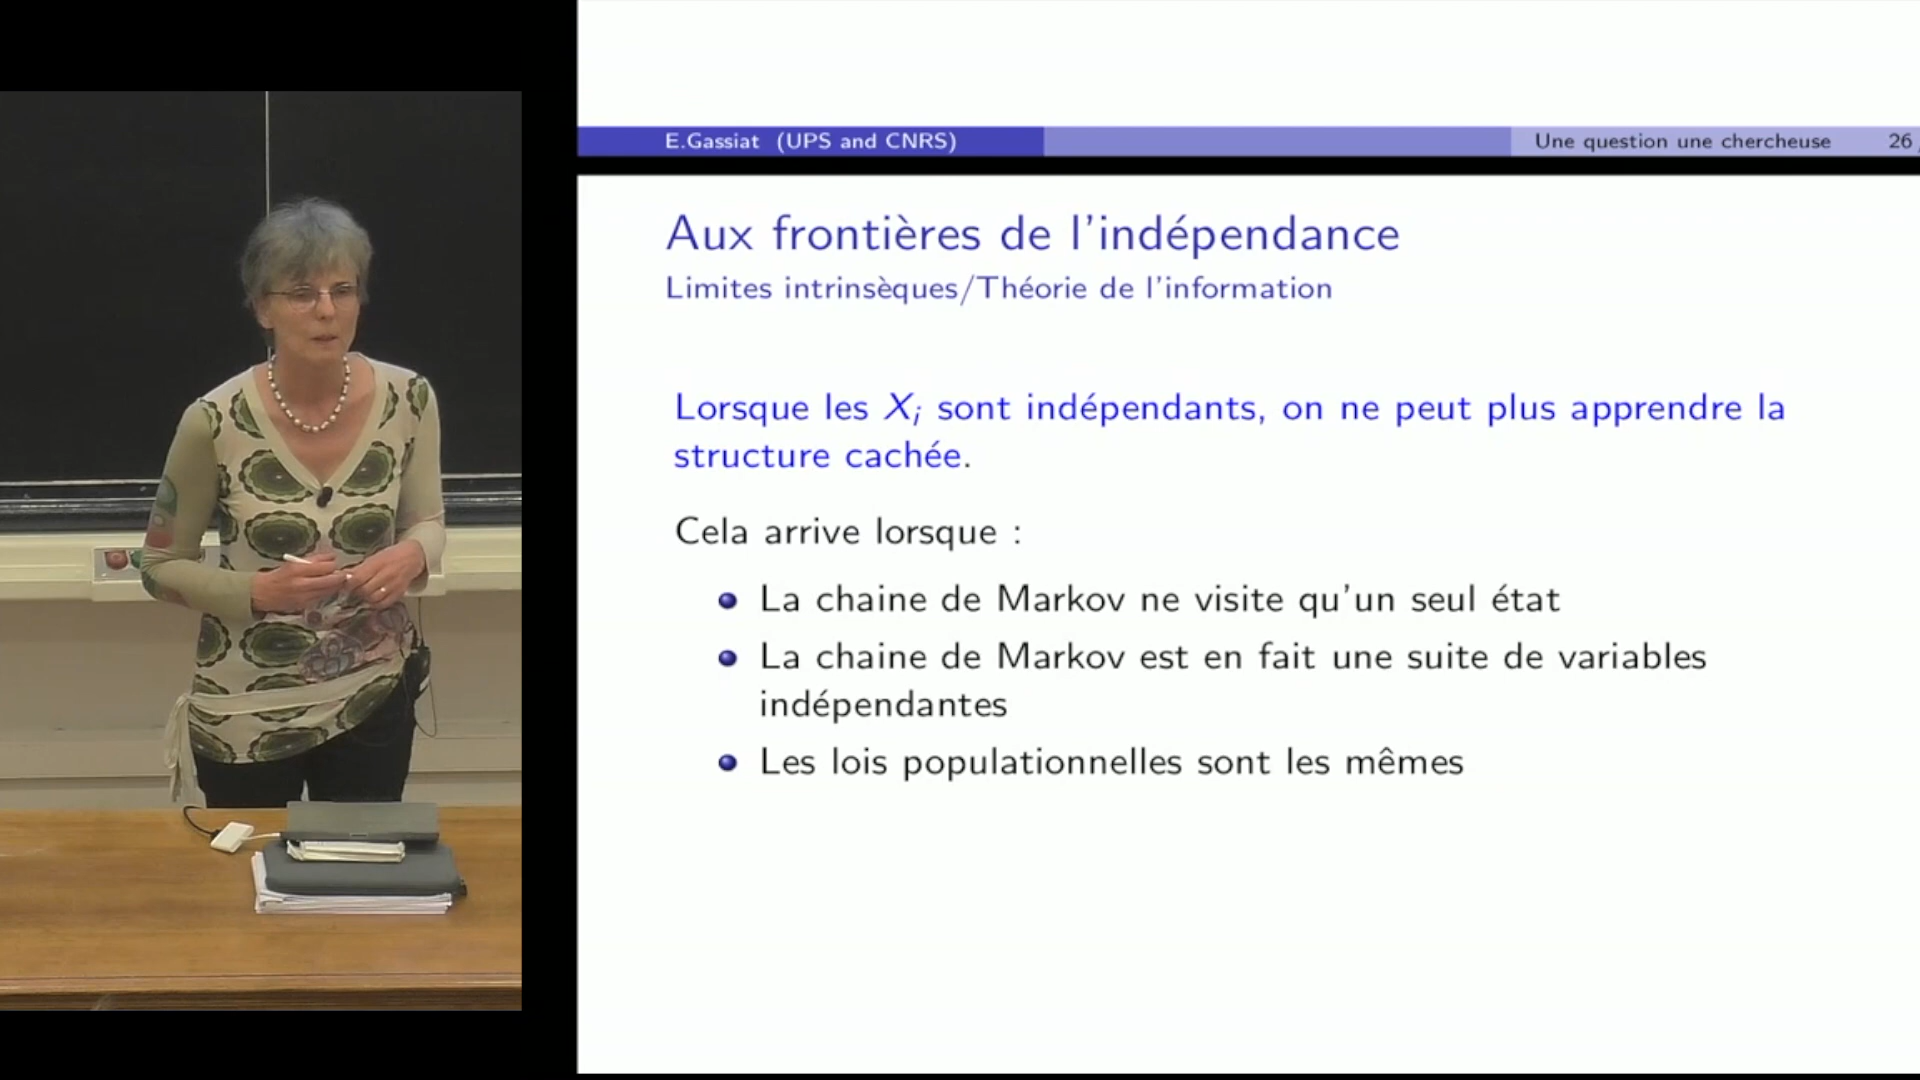 E.Gassiat (UPS and CNRS) Une question une chercheuse 26
Aux frontières de l'indépendance
Limites intrinsèques/Théorie de l'information
Lorsque les Xᵢ sont indépendants, on ne peut plus apprendre la
structure cachée.
Cela arrive lorsque :
La chaine de Markov ne visite qu'un seul état
La chaine de Markov est en fait une suite de variables
indépendantes
Les lois populationnelles sont les mêmes